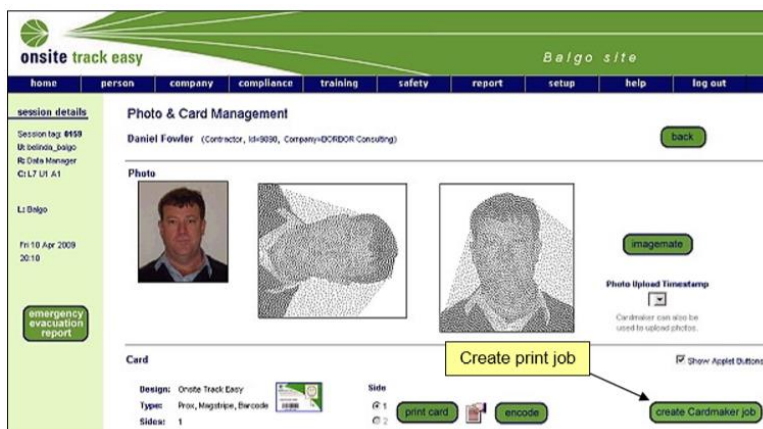 onsite track easy
Balgo site
home person company compliance training safety report setup help log out
session details
Session tag: 0159
U: belinda_balgo
R: Data Manager
C: L7 U1 A1
L: Balgo
Fri 10 Apr 2009
20:10
emergency
evacuation
report
Photo & Card Management
Daniel Fowler (Contractor, Id=9090, Company=BORDOR Consulting)
back
Photo
imagemate
Photo Upload Timestamp
Cardmaker can also be
used to upload photos.
Card
Create print job
Show Applet Buttons
Design: Onsite Track Easy
Type: Prox, Magstripe, Barcode
Sides: 1
Side
1
2
print card
encode
create Cardmaker job